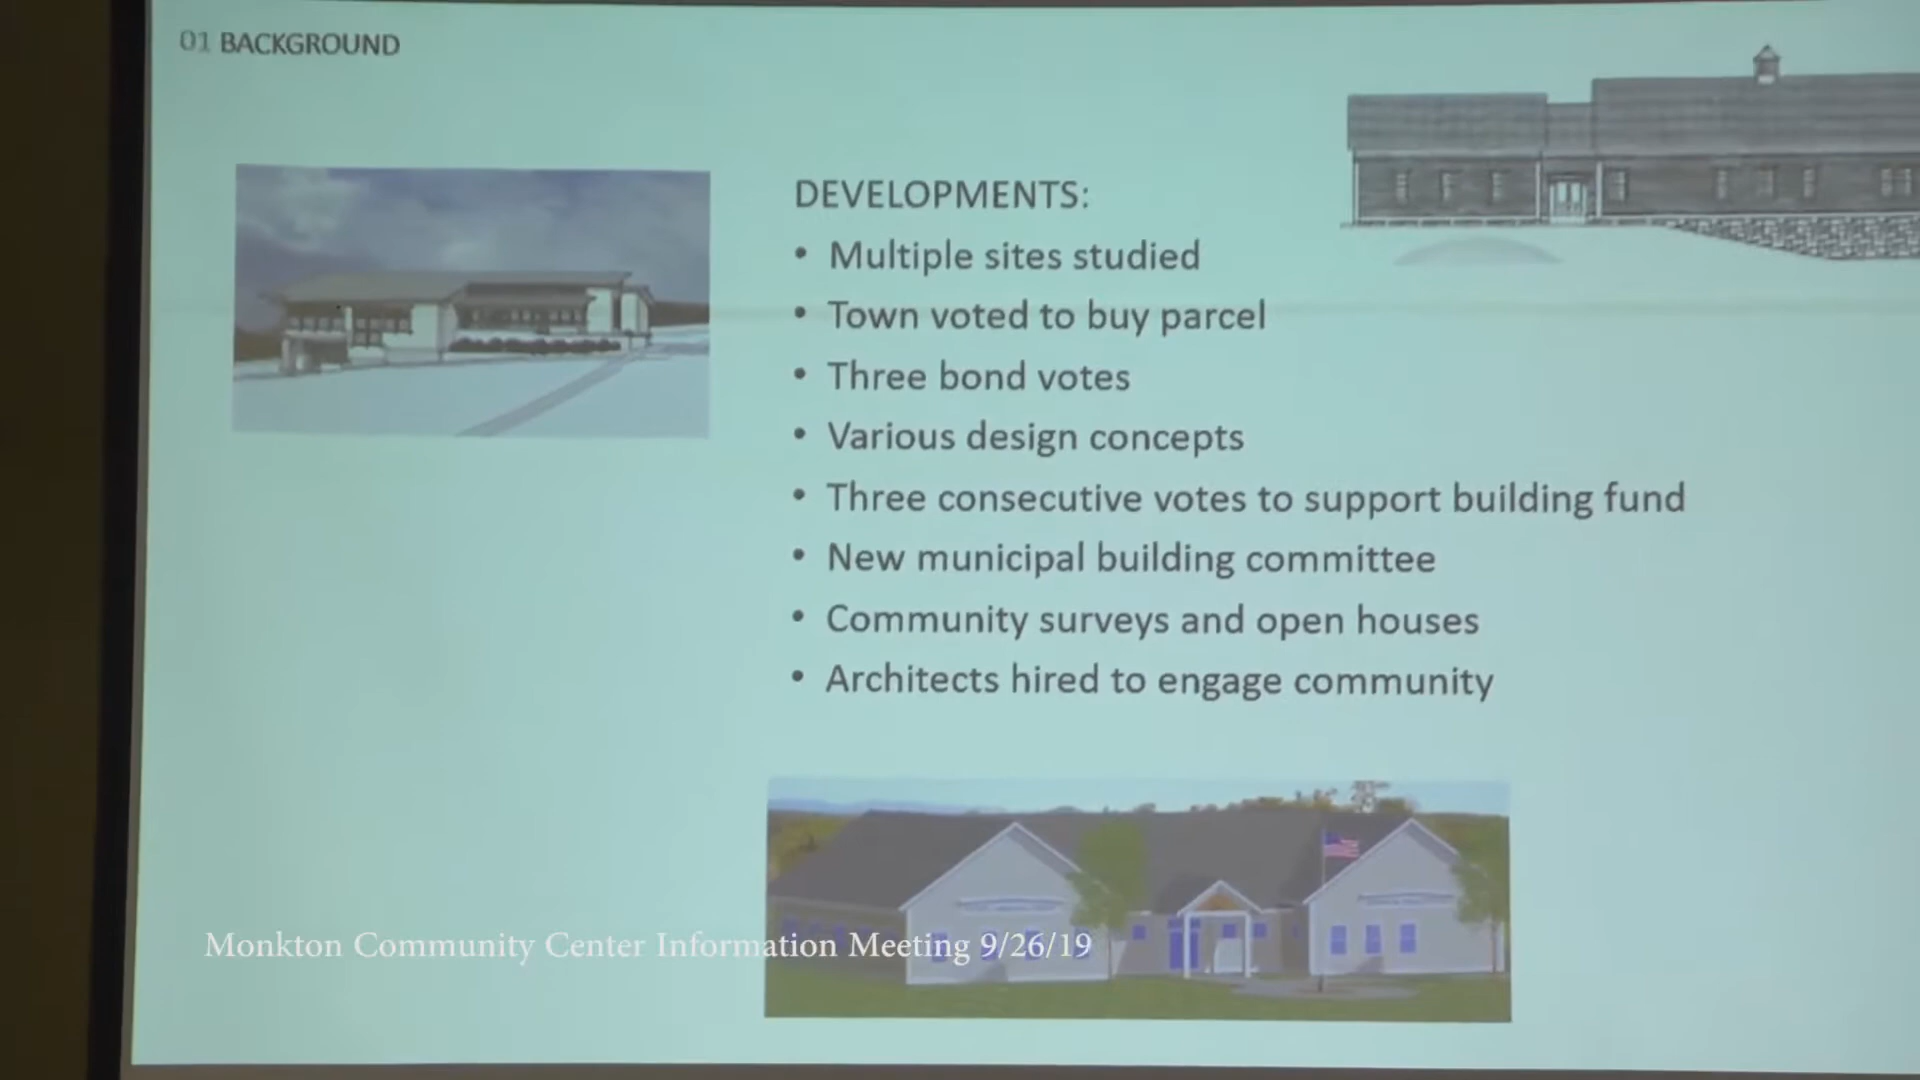 01 BACKGROUND
DEVELOPMENTS:
• Multiple sites studied
• Town voted to buy parcel
• Three bond votes
• Various design concepts
• Three consecutive votes to support building fund
• New municipal building committee
• Community surveys and open houses
• Architects hired to engage community
Monkton Community Center Information Meeting 9/26/19